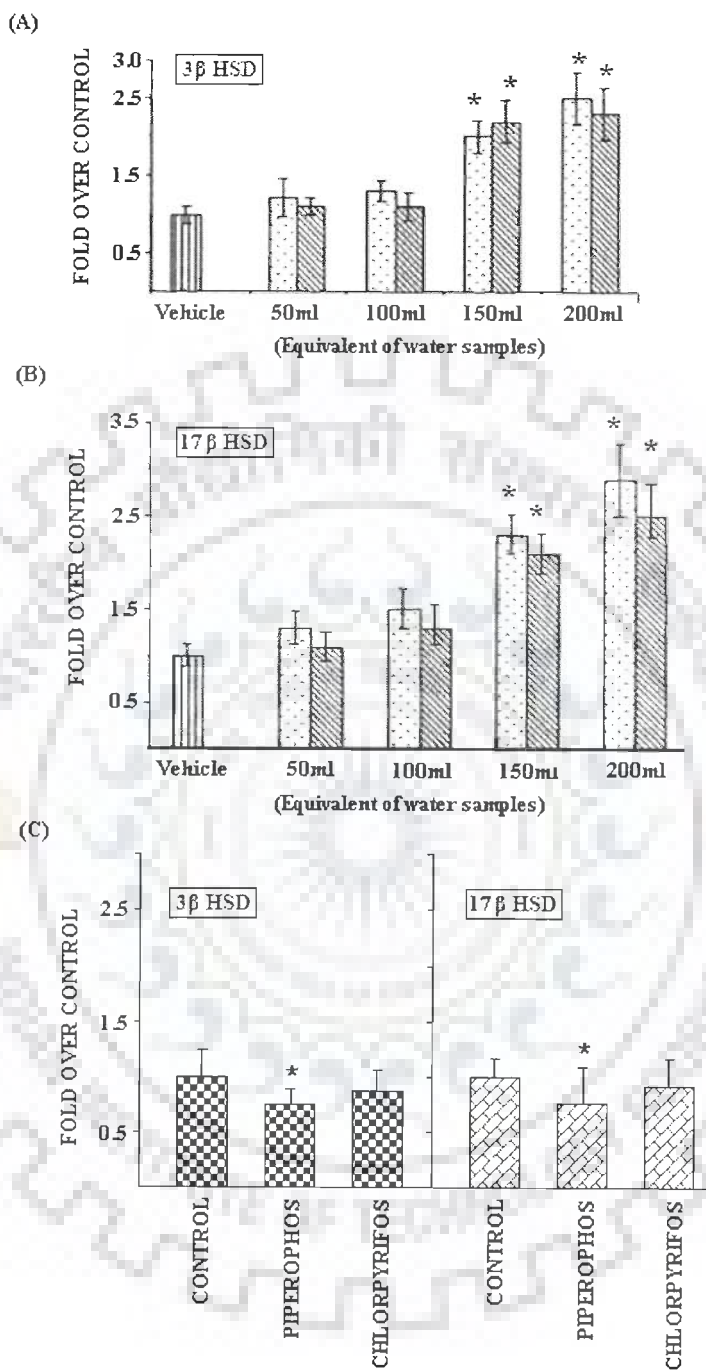 (A)
3β HSD
FOLD OVER CONTROL
3.0
2.5
1.5
0.5
* * * *
Vehicle 50ml 100ml 150ml 200ml
(Equivalent of water samples)
(B)
17β HSD
FOLD OVER CONTROL
3.5
2.5
1.5
0.5
* * * *
Vehicle 50ml 100ml 150ml 200ml
(Equivalent of water samples)
(C)
3β HSD 17β HSD
FOLD OVER CONTROL
2.5
1.5
0.5
* *
CONTROL PIPEROPHOS CHLORPYRIFOS CONTROL PIPEROPHOS CHLORPYRIFOS